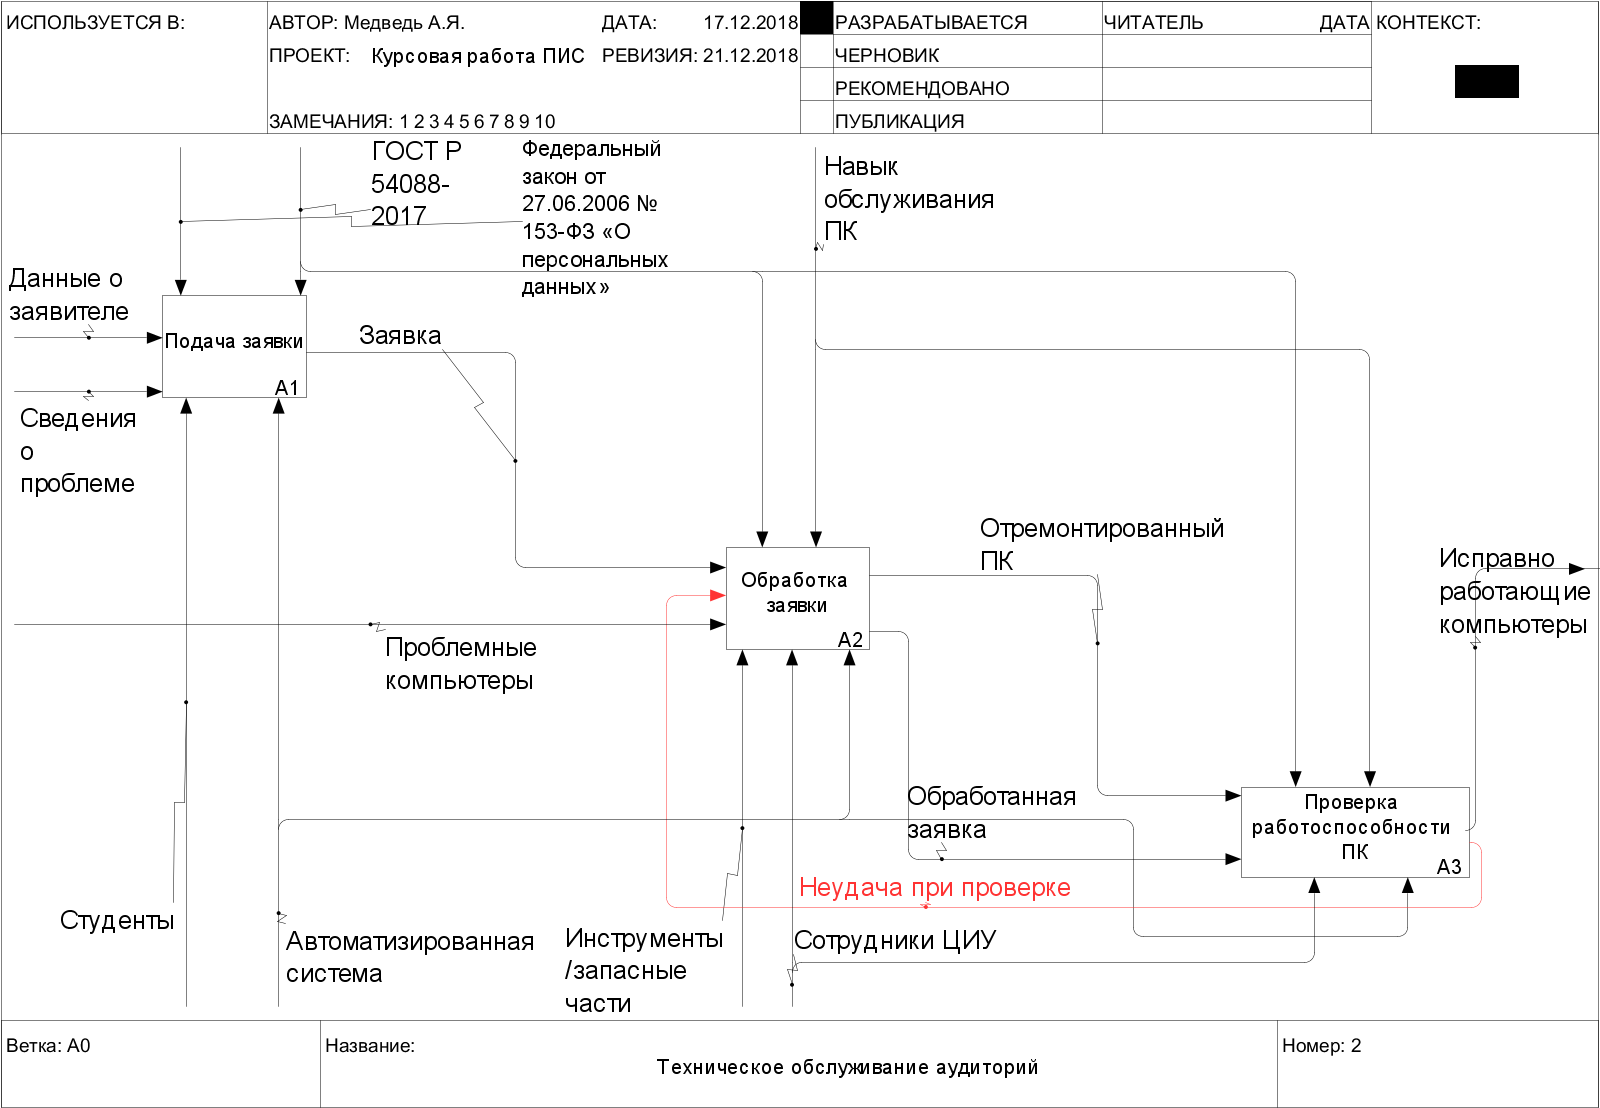 ИСПОЛЬЗУЕТСЯ В:
АВТОР: Медведь А.Я.
ДАТА: 17.12.2018
РАЗРАБАТЫВАЕТСЯ
ЧИТАТЕЛЬ
ДАТА
КОНТЕКСТ:
ПРОЕКТ: Курсовая работа ПИС
РЕВИЗИЯ: 21.12.2018
ЧЕРНОВИК
РЕКОМЕНДОВАНО
ЗАМЕЧАНИЯ: 1 2 3 4 5 6 7 8 9 10
ПУБЛИКАЦИЯ
ГОСТ Р
54088-
2017
Федеральный
закон от
27.06.2006 №
153-ФЗ «О
персональных
данных»
Навык
обслуживания
ПК
Данные о
заявителе
Подача заявки
A1
Заявка
Сведения
о
проблеме
Отремонтированный
ПК
Обработка
заявки
A2
Исправно
работающие
компьютеры
Проблемные
компьютеры
Обработанная
заявка
Проверка
работоспособности
ПК
A3
Неудача при проверке
Студенты
Автоматизированная
система
Инструменты
/запасные
части
Сотрудники ЦИУ
Ветка: A0
Название:
Техническое обслуживание аудиторий
Номер: 2